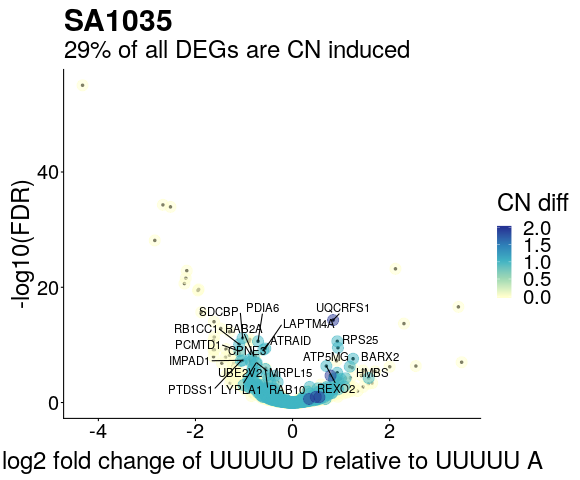 SA1035
29% of all DEGs are CN induced
-log10(FDR)
40
20
0
-4
-2
0
2
log2 fold change of UUUUU D relative to UUUUU A
CN diff
2.0
1.5
1.0
0.5
0.0
SDCBP
PDIA6
UQCRFS1
RB1CC1
RAB2A
LAPTM4A
PCMTD1
CPNE3
ATRAID
RPS25
IMPAD1
ATP5MG
BARX2
UBE2V2
MRPL15
HMBS
PTDSS1
LYPLA1
RAB10
REXO2